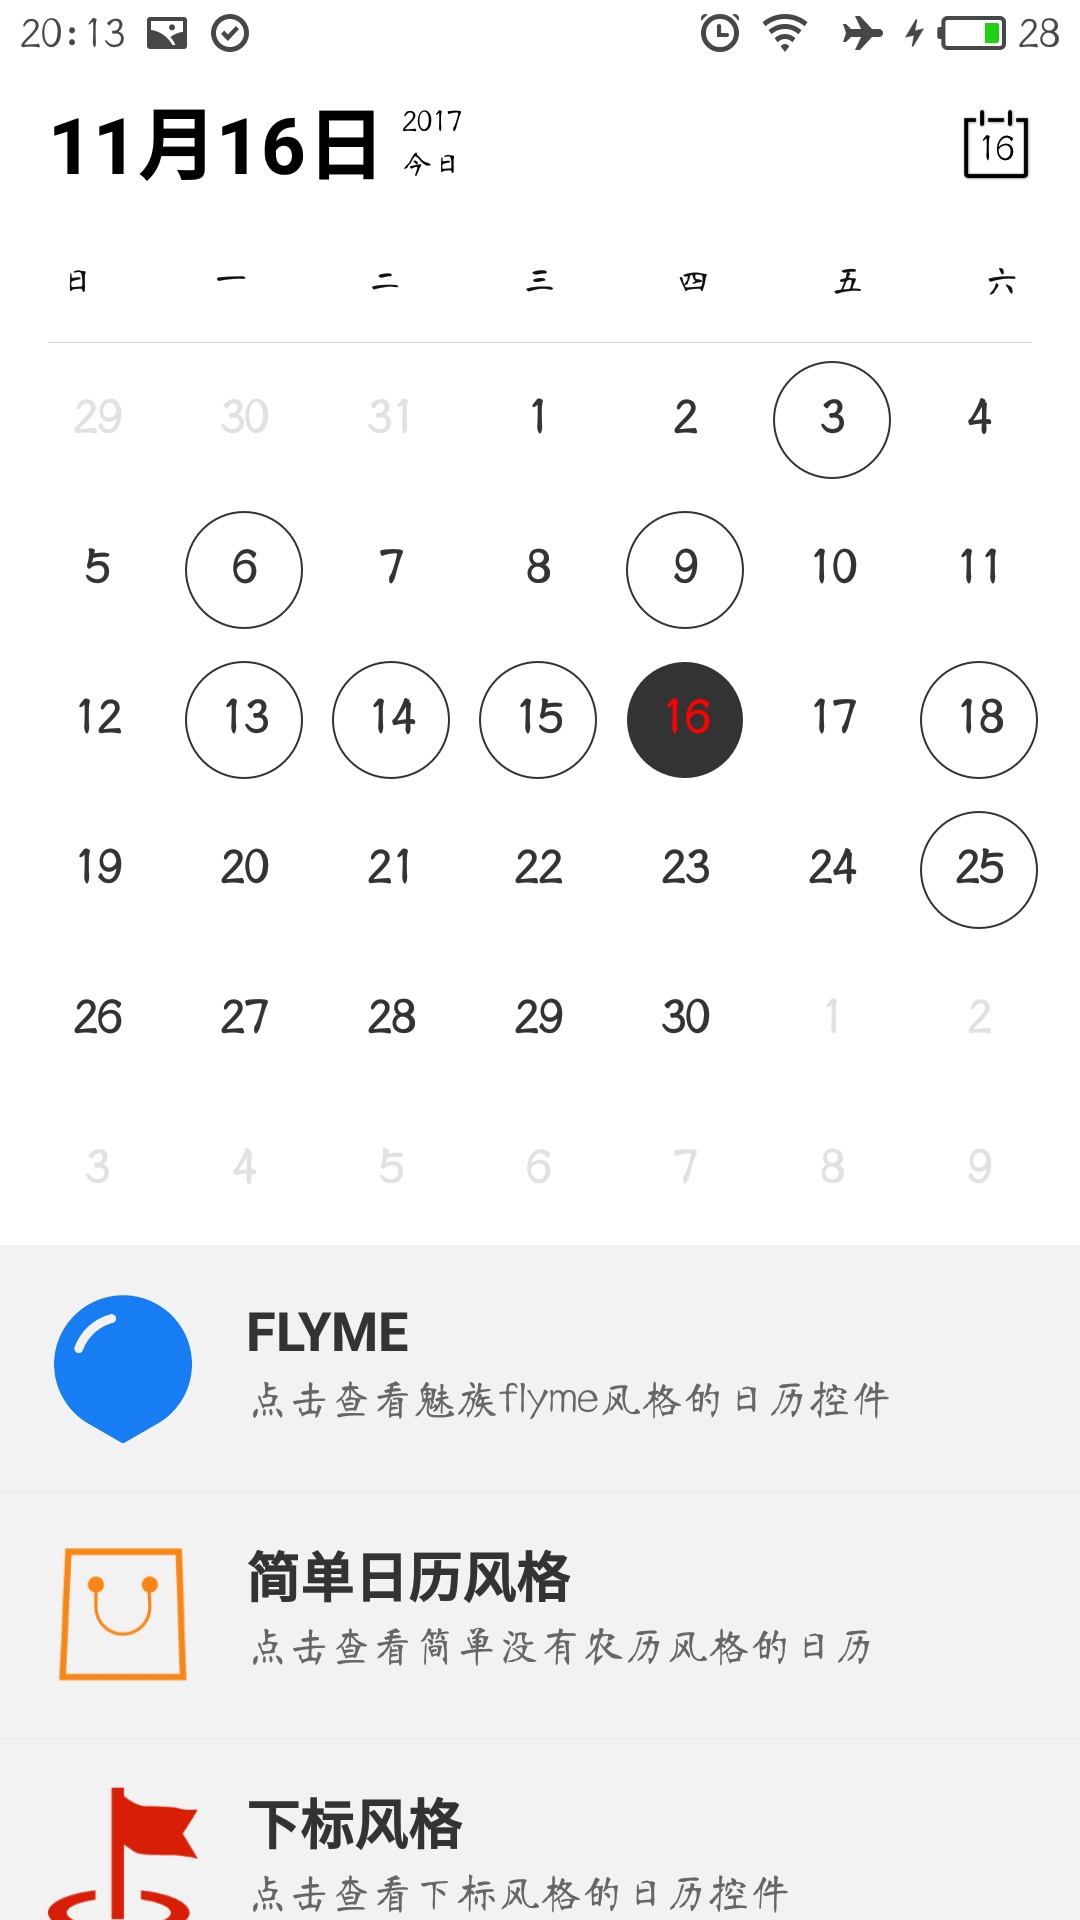 20:13 28
11月16日 2017
今日
16
日 一 二 三 四 五 六
29 30 31 1 2 3 4
5 6 7 8 9 10 11
12 13 14 15 16 17 18
19 20 21 22 23 24 25
26 27 28 29 30 1 2
3 4 5 6 7 8 9
FLYME
点击查看魅族flyme风格的日历控件
简单日历风格
点击查看简单没有农历风格的日历
下标风格
点击查看下标风格的日历控件